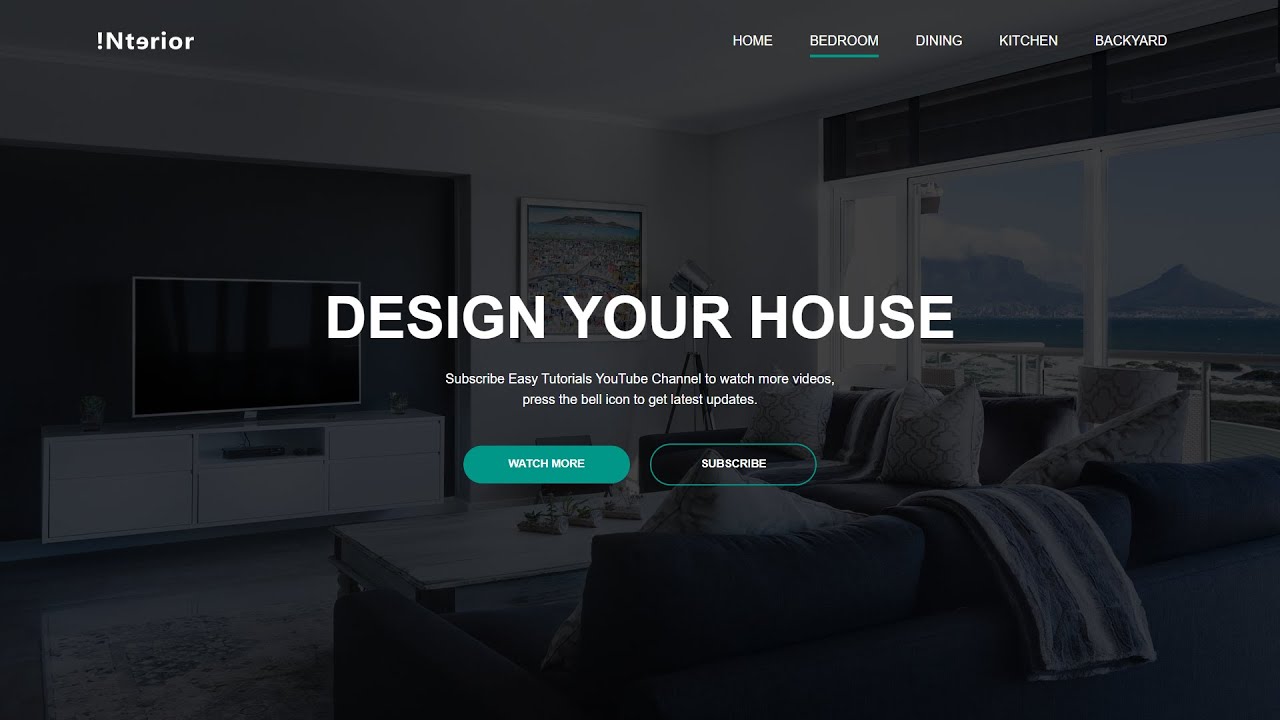 !Ntɘrior
HOME BEDROOM DINING KITCHEN BACKYARD
DESIGN YOUR HOUSE
Subscribe Easy Tutorials YouTube Channel to watch more videos,
press the bell icon to get latest updates.
WATCH MORE SUBSCRIBE